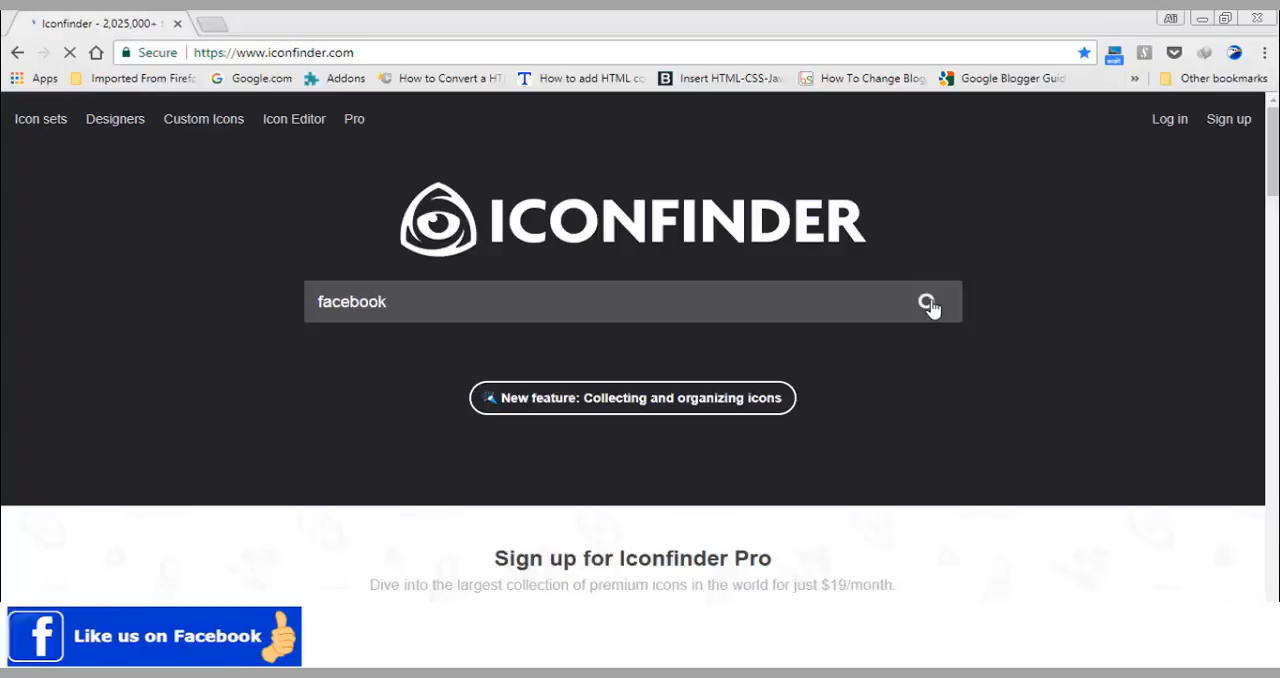 Iconfinder - 2,025,000+
All
Secure https://www.iconfinder.com
Apps Imported From Firef Google.com Addons How to Convert a HT How to add HTML co Insert HTML-CSS-Jav How To Change Blog Google Blogger Guid » Other bookmarks
Icon sets Designers Custom Icons Icon Editor Pro Log in Sign up
ICONFINDER
facebook
New feature: Collecting and organizing icons
Sign up for Iconfinder Pro
Dive into the largest collection of premium icons in the world for just $19/month.
f Like us on Facebook